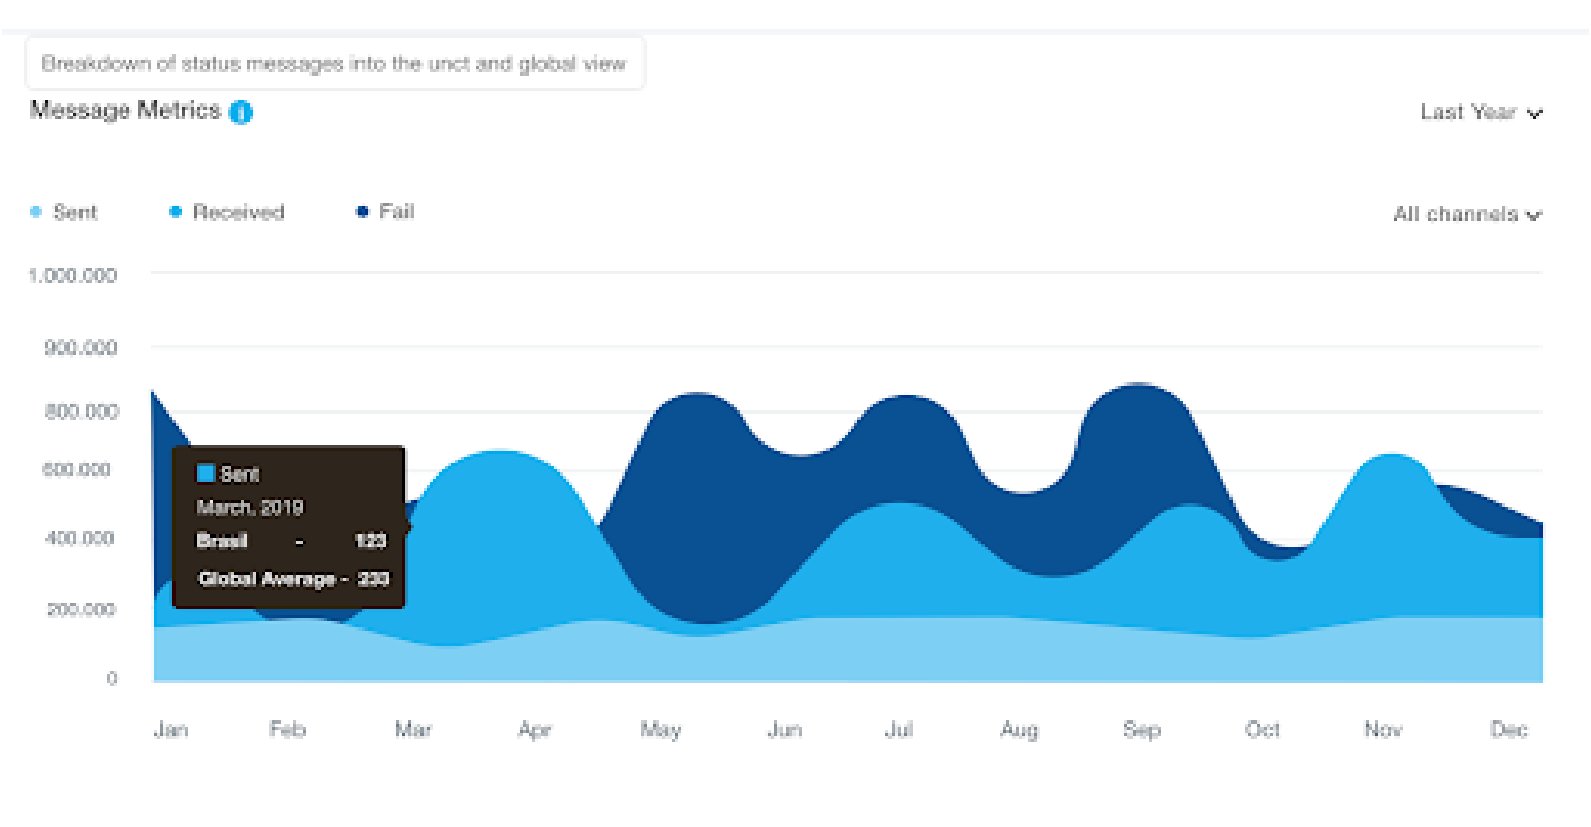 Breakdown of status messages into the unct and global view
Message Metrics i
Last Year
Sent
Received
Fail
All channels
1.000.000
900.000
800.000
600.000
400.000
200.000
0
Sent
March, 2019
Brasil - 123
Global Average - 233
Jan Feb Mar Apr May Jun Jul Aug Sep Oct Nov Dec